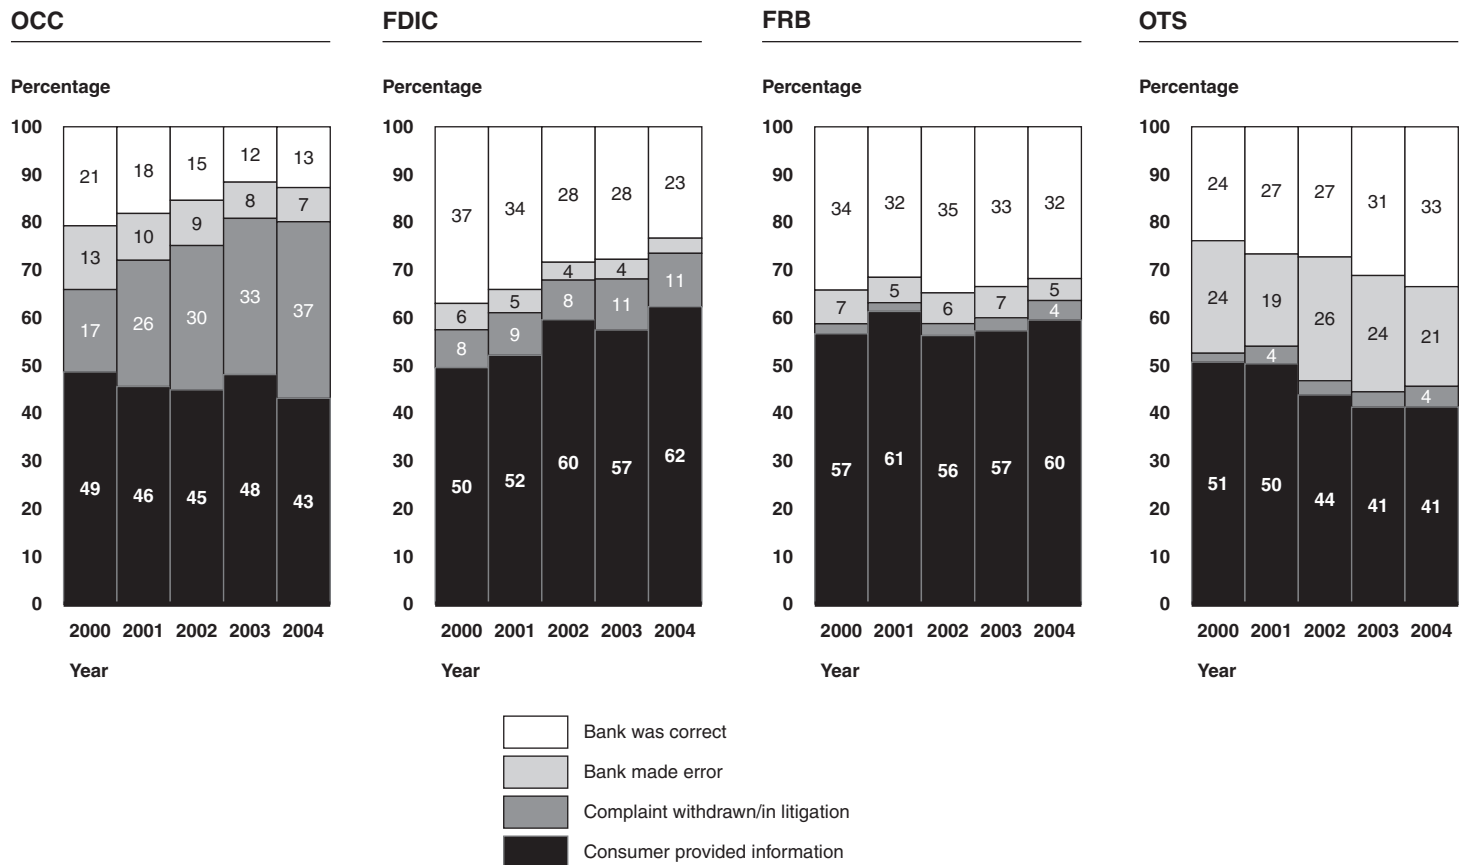 OCC
Percentage
100
90
80
70
60
50
40
30
20
10
0
21 18 15 12 13
13 10 9 8 7
17 26 30 33 37
49 46 45 48 43
2000 2001 2002 2003 2004
Year
FDIC
Percentage
100
90
80
70
60
50
40
30
20
10
0
37 34 28 28 23
6 5 4 4
8 9 8 11 11
50 52 60 57 62
2000 2001 2002 2003 2004
Year
FRB
Percentage
100
90
80
70
60
50
40
30
20
10
0
34 32 35 33 32
7 5 6 7 5
4
57 61 56 57 60
2000 2001 2002 2003 2004
Year
OTS
Percentage
100
90
80
70
60
50
40
30
20
10
0
24 27 27 31 33
24 19 26 24 21
4 4
51 50 44 41 41
2000 2001 2002 2003 2004
Year
Bank was correct
Bank made error
Complaint withdrawn/in litigation
Consumer provided information